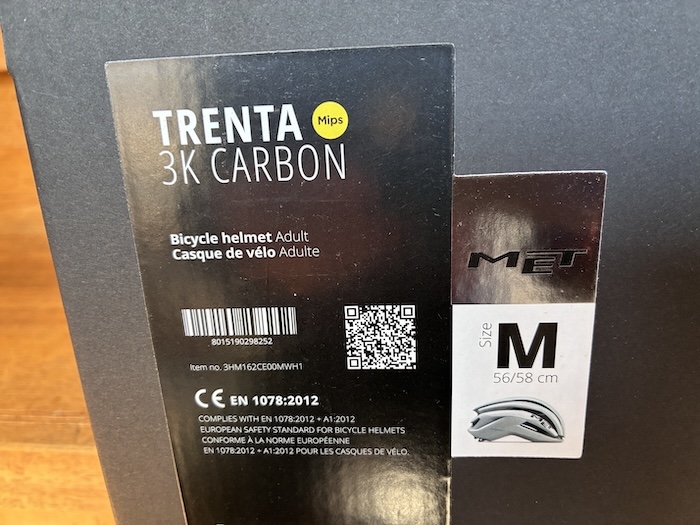 TRENTA Mips
3K CARBON
Bicycle helmet Adult
Casque de vélo Adulte
8015190298252
Item no. 3HM162CE00MWH1
CE EN 1078:2012
COMPLIES WITH EN 1078:2012 + A1:2012
EUROPEAN SAFETY STANDARD FOR BICYCLE HELMETS
CONFORME À LA NORME EUROPÉENNE
EN 1078:2012 + A1:2012 POUR LES CASQUES DE VÉLO.
MET
Size M
56/58 cm
MET